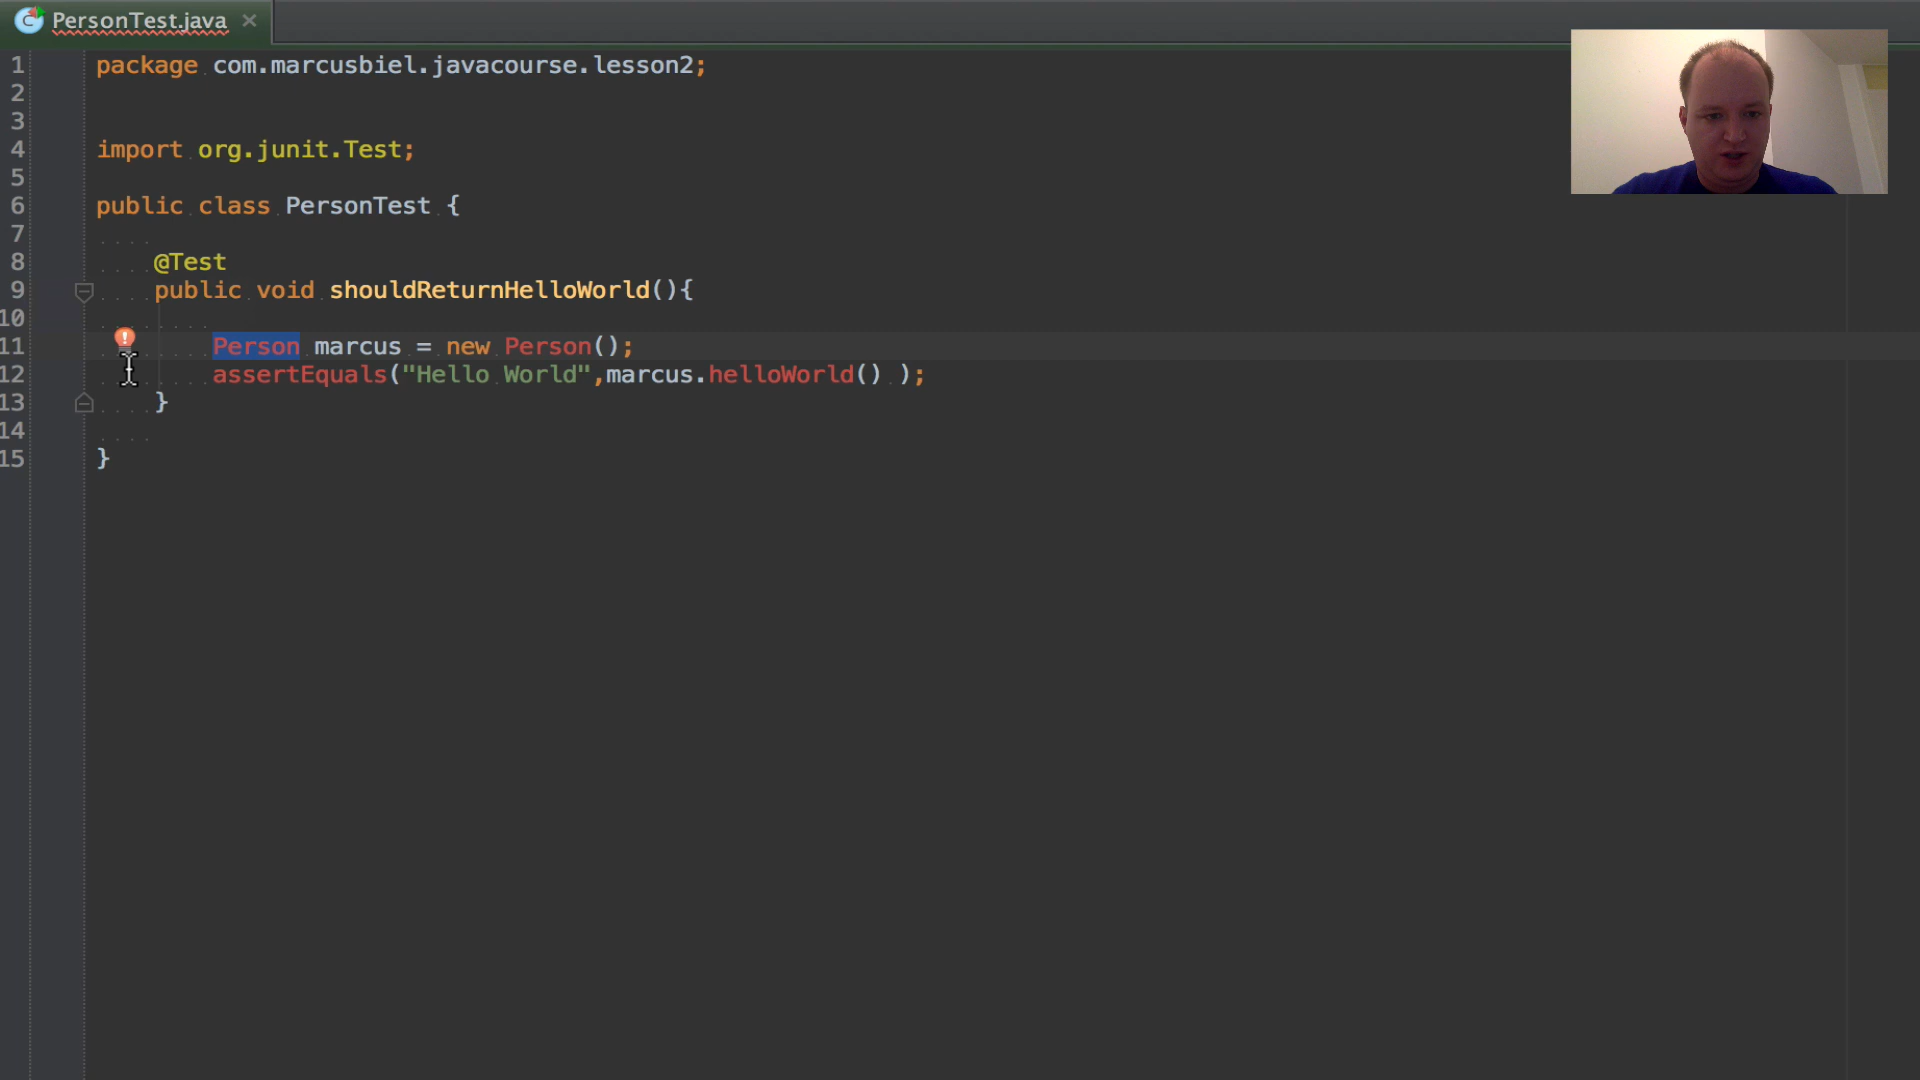 PersonTest.java
1 package com.marcusbiel.javacourse.lesson2;
2
3
4 import org.junit.Test;
5
6 public class PersonTest {
7
8 @Test
9 public void shouldReturnHelloWorld(){
10
11 Person marcus = new Person();
12 assertEquals("Hello World",marcus.helloWorld() );
13 }
14
15 }